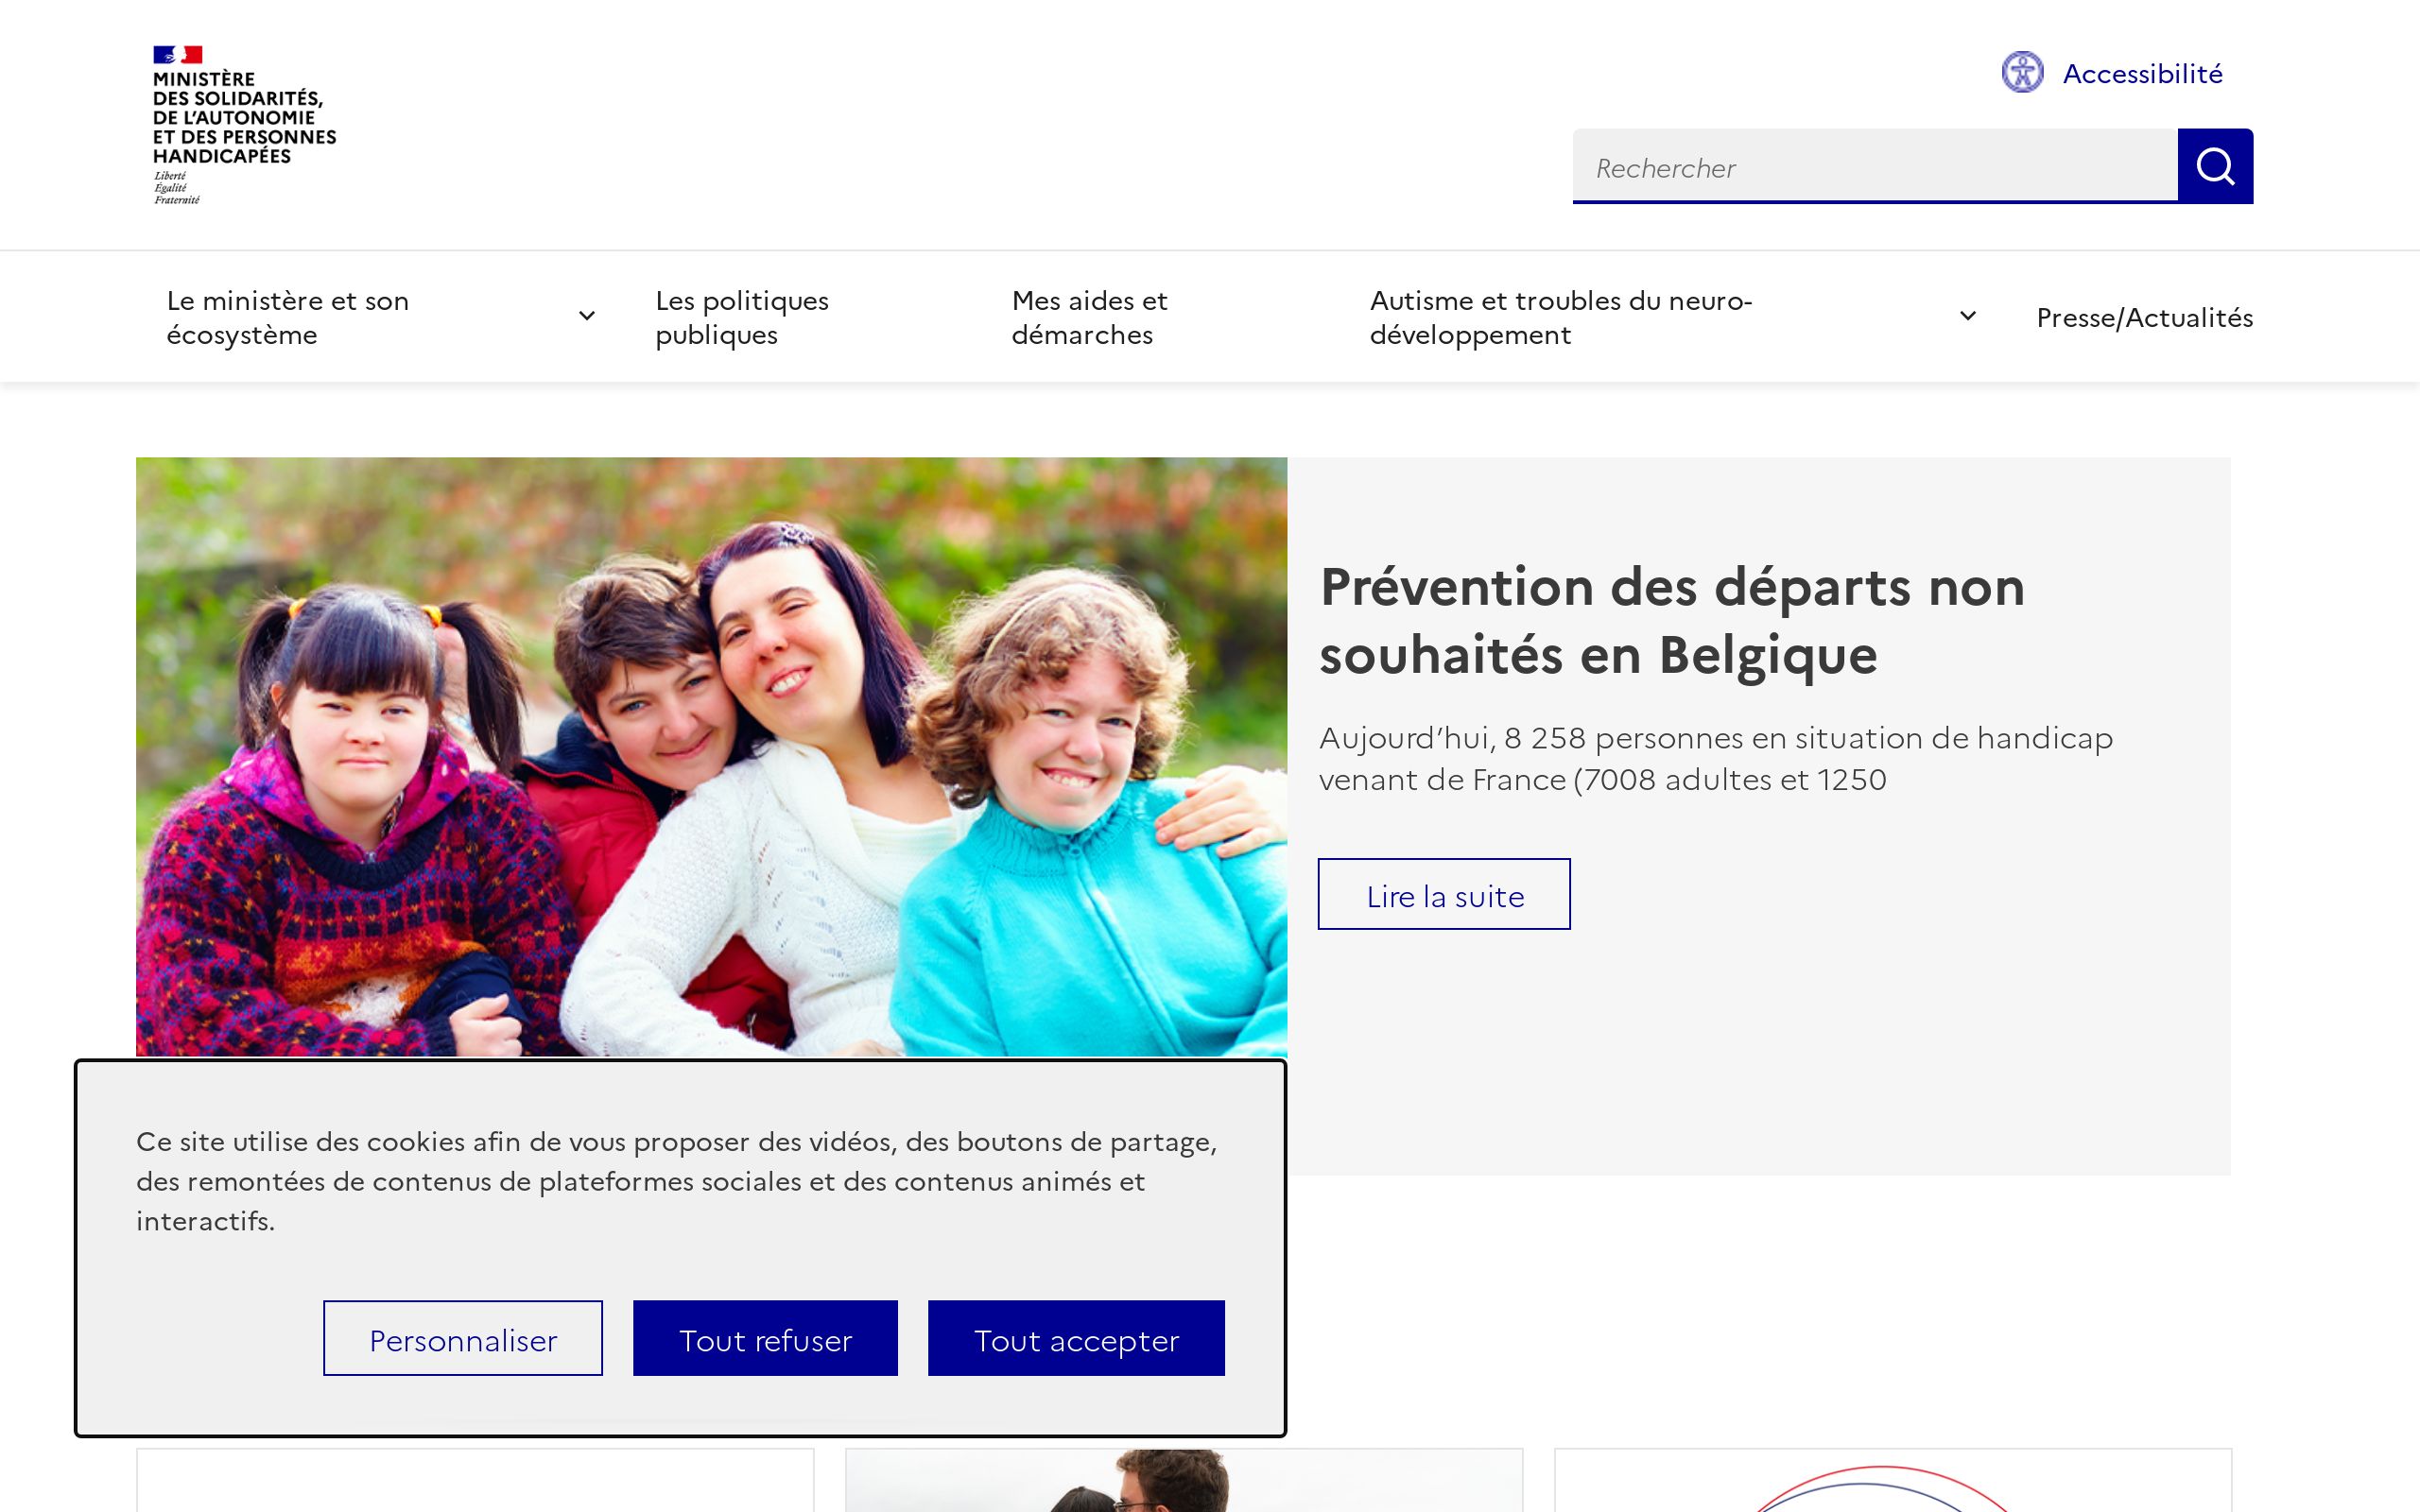 MINISTÈRE
DES SOLIDARITÉS,
DE L'AUTONOMIE
ET DES PERSONNES
HANDICAPÉES
Liberté
Égalité
Fraternité
Accessibilité
Rechercher
Le ministère et son
écosystème
Les politiques
publiques
Mes aides et
démarches
Autisme et troubles du neuro-
développement
Presse/Actualités
Prévention des départs non
souhaités en Belgique
Aujourd’hui, 8 258 personnes en situation de handicap
venant de France (7008 adultes et 1250
Lire la suite
Ce site utilise des cookies afin de vous proposer des vidéos, des boutons de partage,
des remontées de contenus de plateformes sociales et des contenus animés et
interactifs.
Personnaliser
Tout refuser
Tout accepter